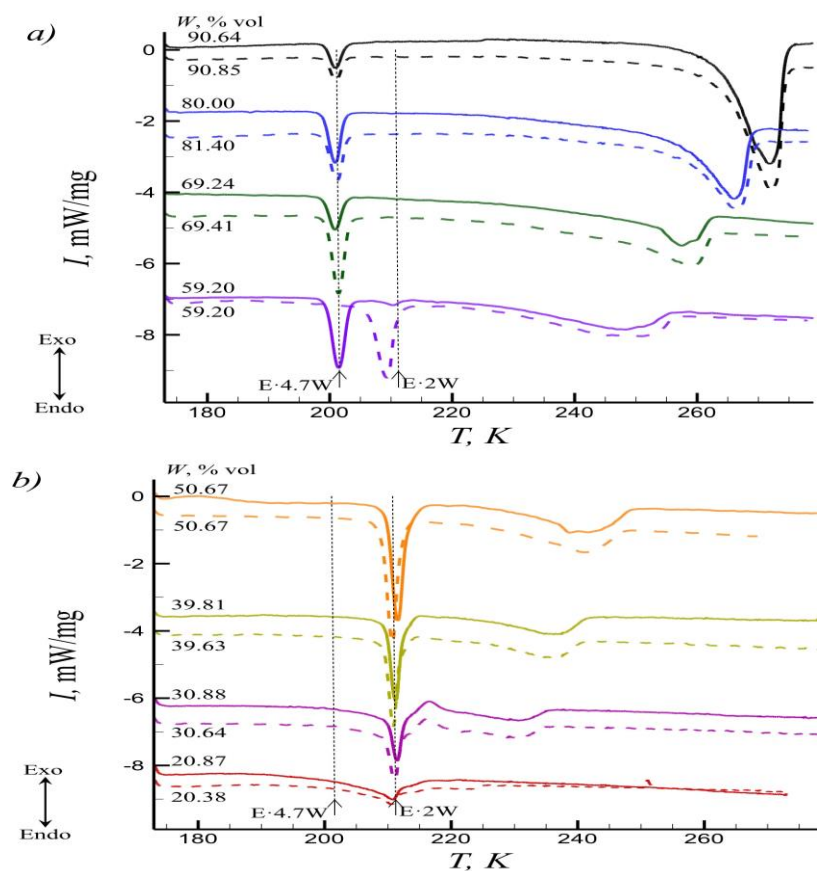 a)
W, % vol
90.64
90.85
80.00
81.40
69.24
69.41
59.20
59.20
0
-2
-4
-6
-8
I, mW/mg
Exo
Endo
E·4.7W
E·2W
180 200 220 240 260
T, K
b)
W, % vol
50.67
50.67
39.81
39.63
30.88
30.64
20.87
20.38
0
-2
-4
-6
-8
I, mW/mg
Exo
Endo
E·4.7W
E·2W
180 200 220 240 260
T, K